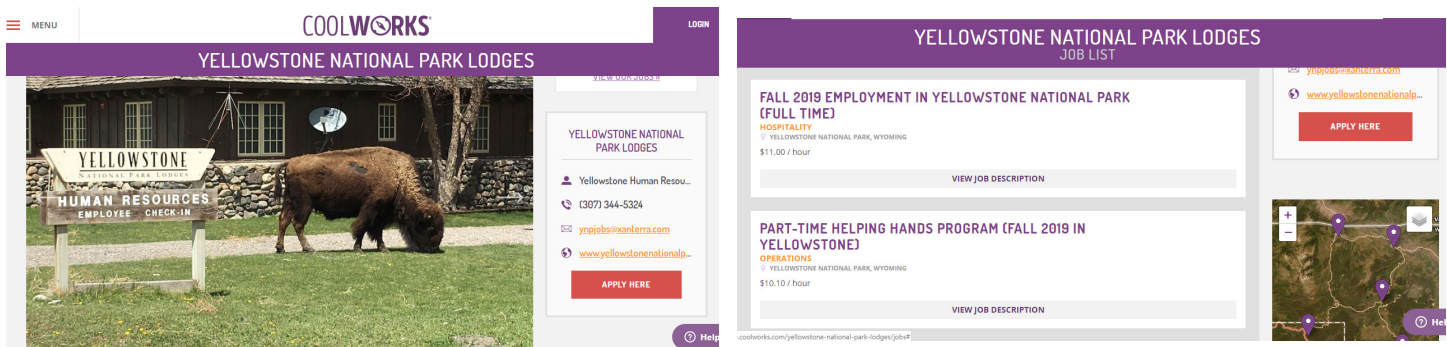 MENU
COOLWORKS
LOGIN
YELLOWSTONE NATIONAL PARK LODGES
VIEW OUR JOBS
YELLOWSTONE
NATIONAL PARK LODGES
HUMAN RESOURCES
EMPLOYEE CHECK-IN
YELLOWSTONE NATIONAL
PARK LODGES
Yellowstone Human Resou...
(307) 344-5324
ynpjobs@xanterra.com
www.yellowstonenationalp...
APPLY HERE
Help
YELLOWSTONE NATIONAL PARK LODGES
JOB LIST
FALL 2019 EMPLOYMENT IN YELLOWSTONE NATIONAL PARK
(FULL TIME)
HOSPITALITY
YELLOWSTONE NATIONAL PARK, WYOMING
$11.00 / hour
VIEW JOB DESCRIPTION
PART-TIME HELPING HANDS PROGRAM (FALL 2019 IN
YELLOWSTONE)
OPERATIONS
YELLOWSTONE NATIONAL PARK, WYOMING
$10.10 / hour
VIEW JOB DESCRIPTION
coolworks.com/yellowstone-national-park-lodges/jobs#
ynpjobs@xanterra.com
www.yellowstonenationalp...
APPLY HERE
+
−
Hel